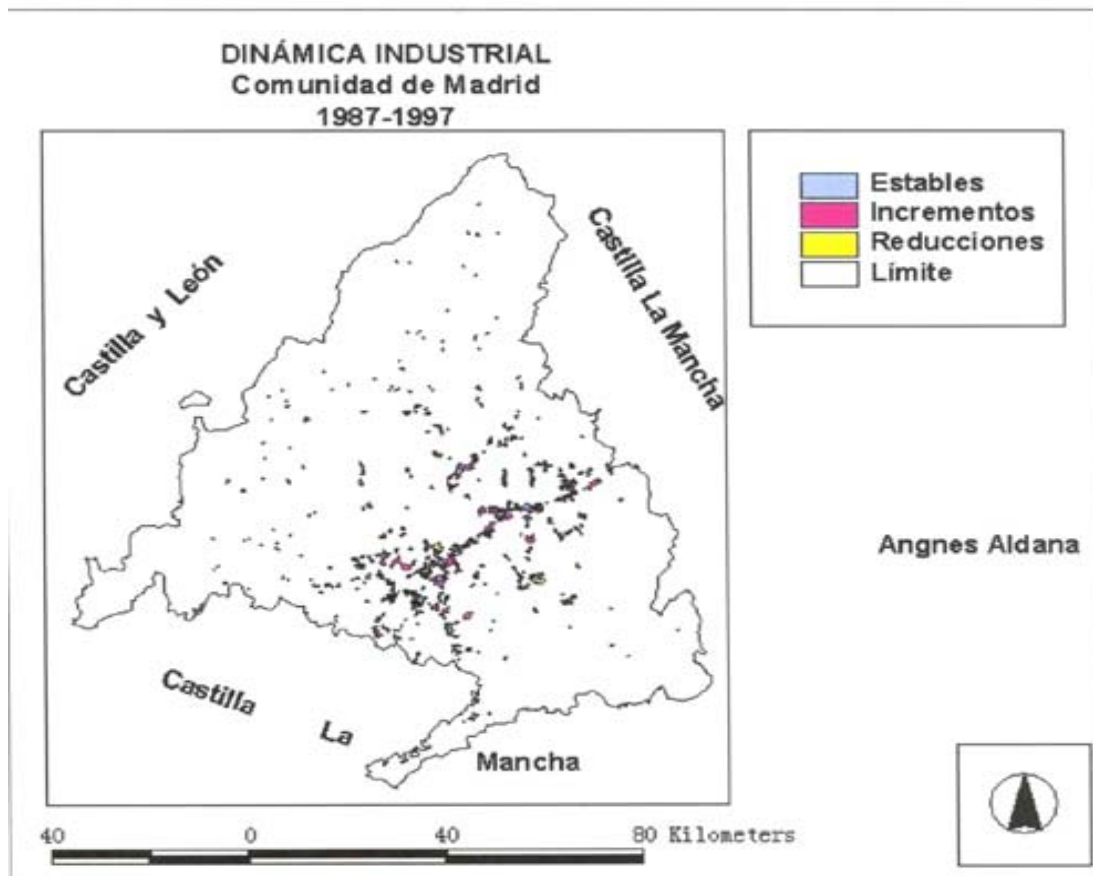 DINÁMICA INDUSTRIAL
Comunidad de Madrid
1987-1997
Estables
Incrementos
Reducciones
Límite
Castilla y León
Castilla La Mancha
Angnes Aldana
Castilla La Mancha
40 0 40 80 Kilometers